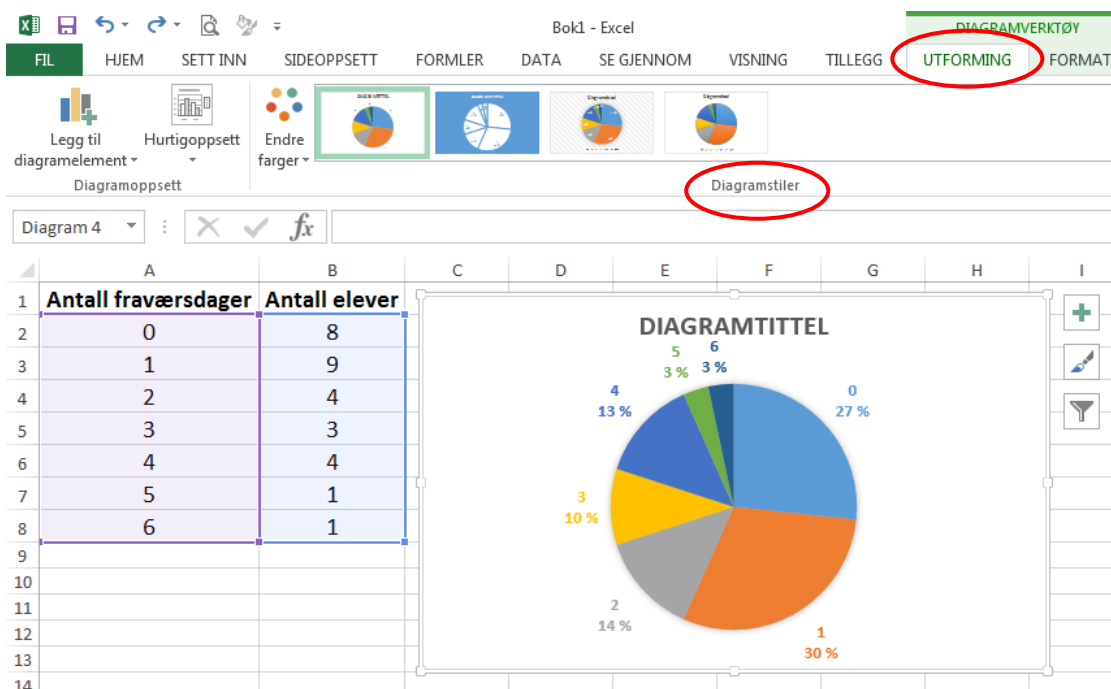 Bok1 - Excel
DIAGRAMVERKTØY
FIL HJEM SETT INN SIDEOPPSETT FORMLER DATA SE GJENNOM VISNING TILLEGG UTFORMING FORMAT
Legg til diagramelement
Hurtigoppsett
Endre farger
DIAGRAMTITTEL
Diagramtittel
Diagramtittel
Diagramoppsett
Diagramstiler
Diagram 4
fx
A B C D E F G H I
1 Antall fraværsdager Antall elever
2 0 8
3 1 9
4 2 4
5 3 3
6 4 4
7 5 1
8 6 1
9
10
11
12
13
14
DIAGRAMTITTEL
5
3 %
6
3 %
4
13 %
0
27 %
3
10 %
2
14 %
1
30 %